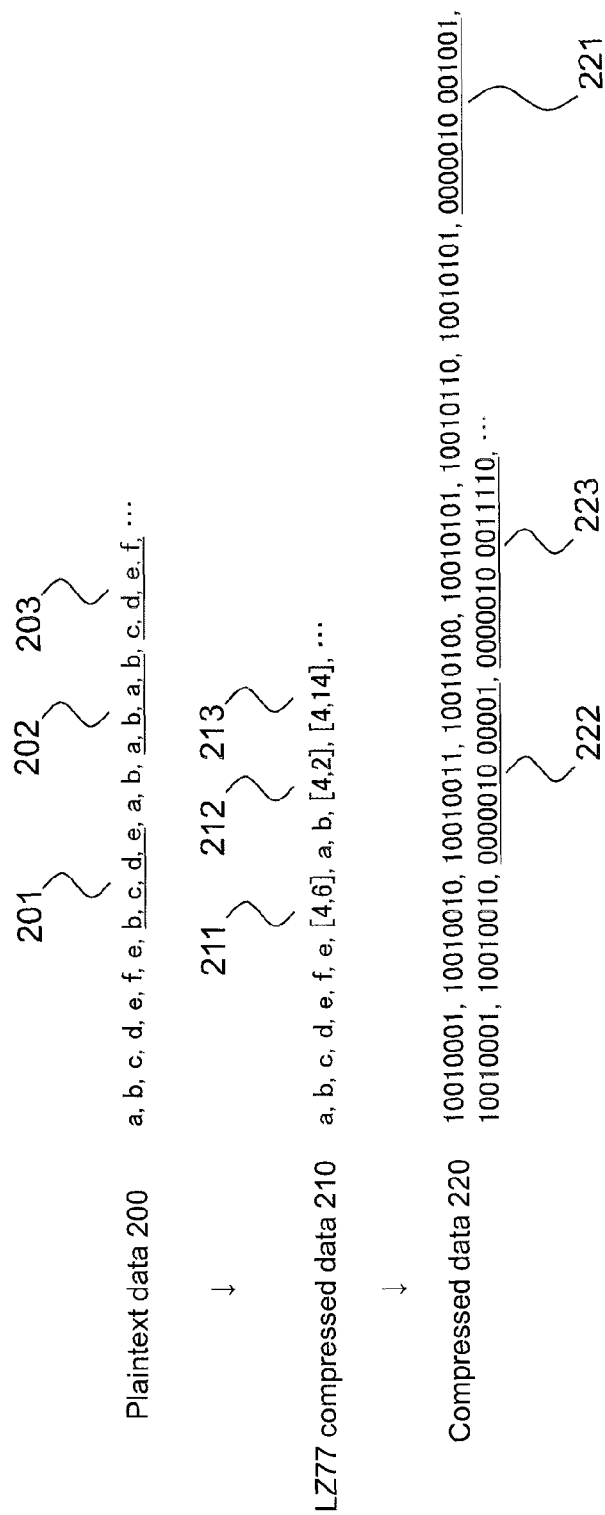 201 202 203
Plaintext data 200 a, b, c, d, e, f, e, b, c, d, e, a, b, a, b, a, b, c, d, e, f, ...
↓
211 212 213
LZ77 compressed data 210 a, b, c, d, e, f, e, [4,6], a, b, [4,2], [4,14], ...
↓
Compressed data 220 10010001, 10010010, 10010011, 10010100, 10010101, 10010110, 10010101, 0000010 001001,
10010001, 10010010, 0000010 00001, 0000010 0011110, ...
222 223 221